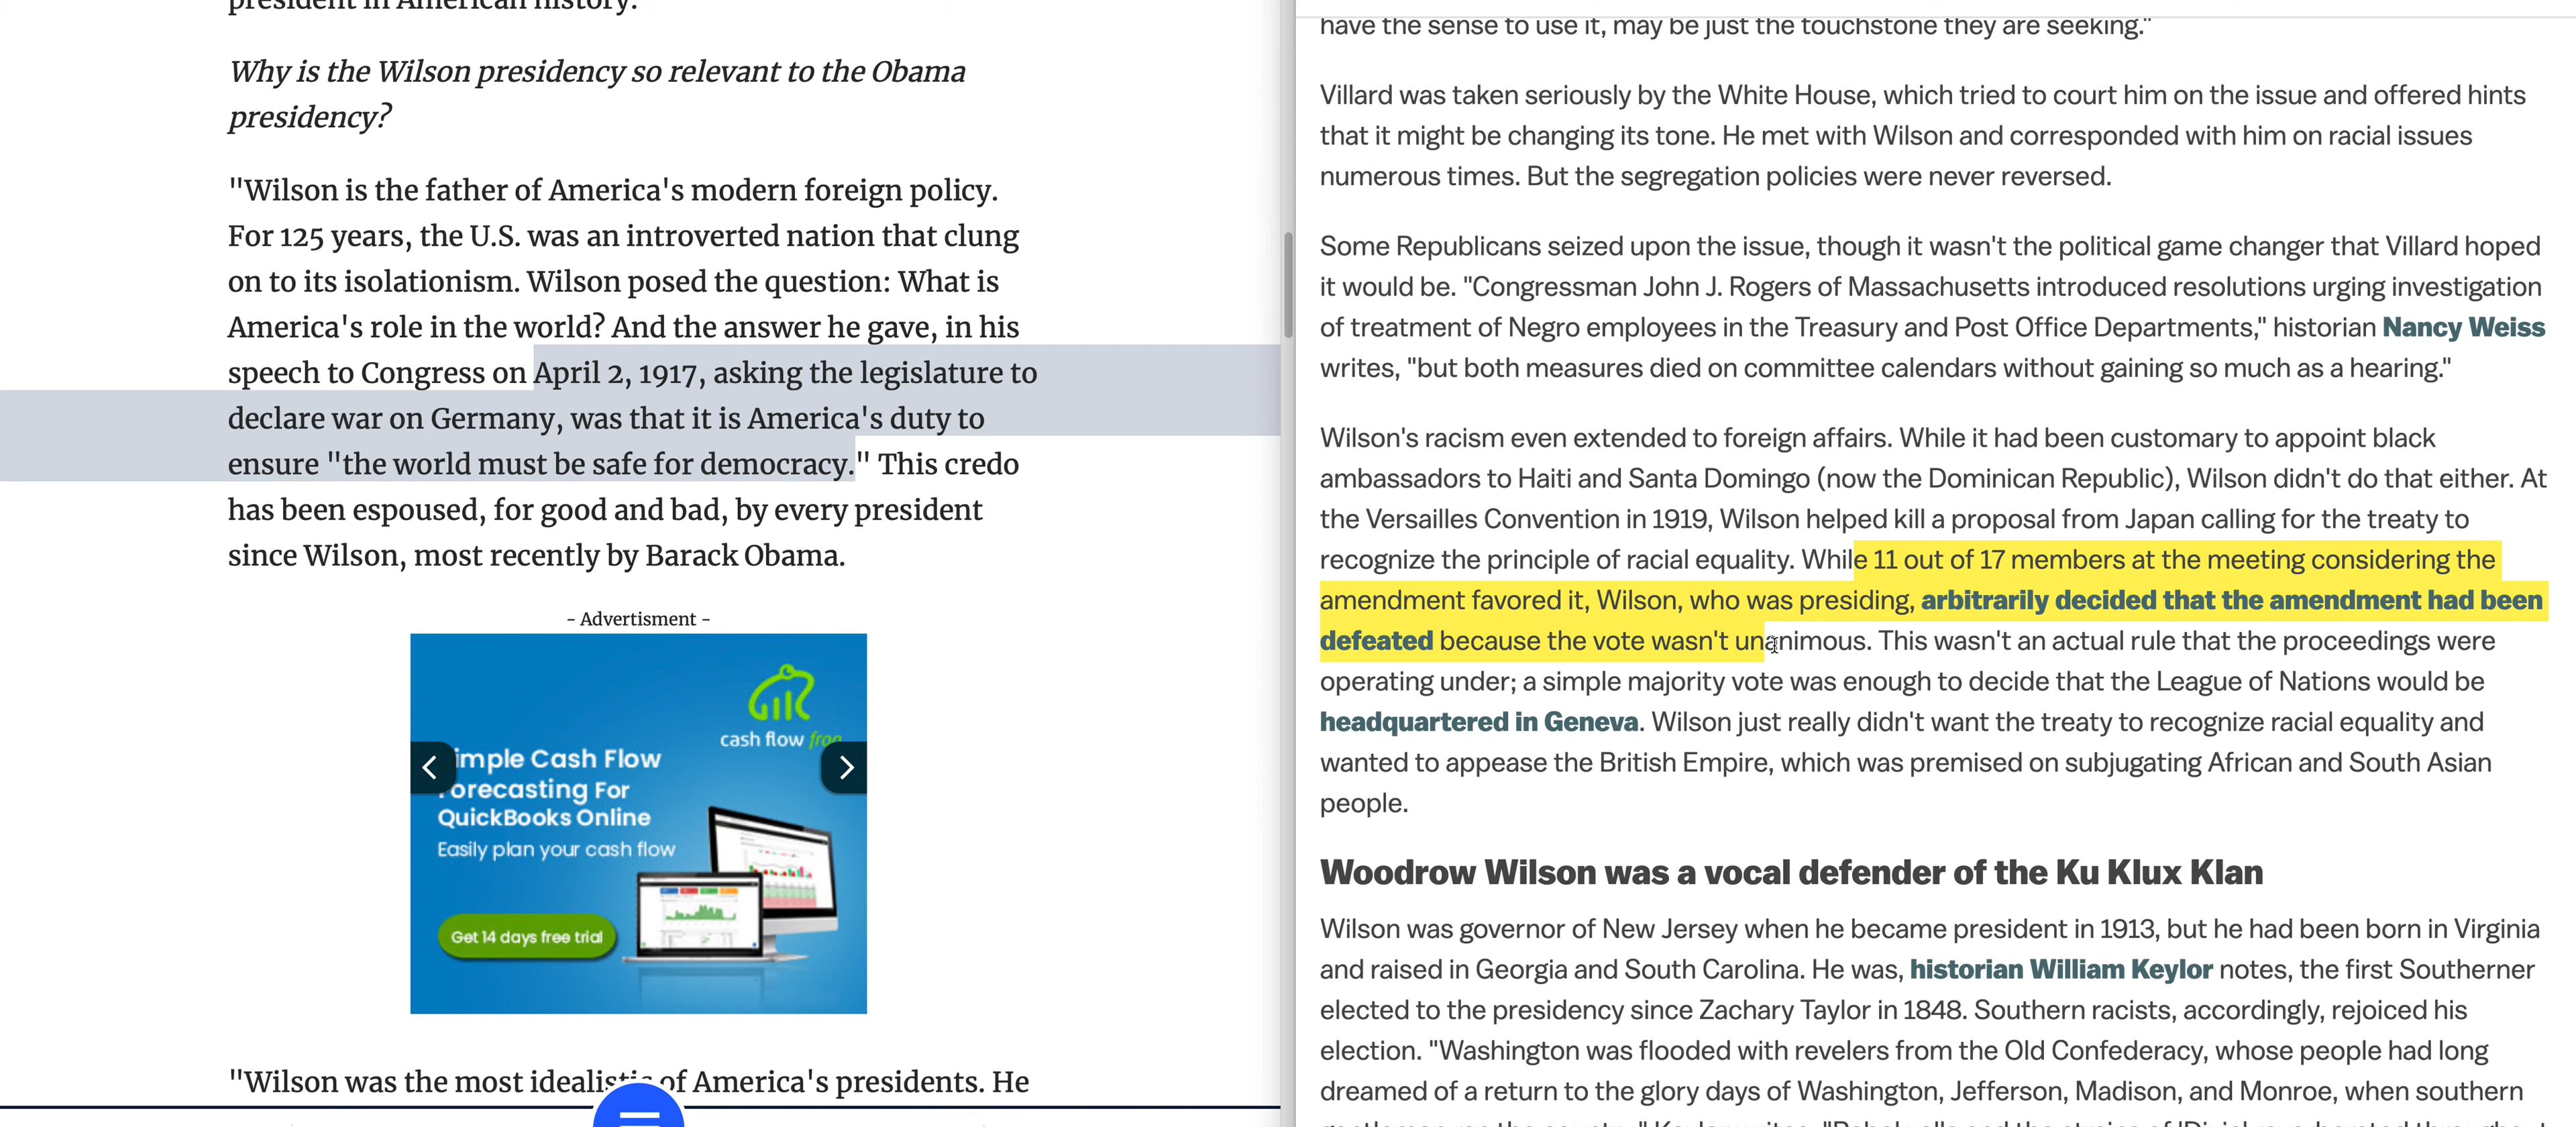 president in American history.
Why is the Wilson presidency so relevant to the Obama
presidency?
"Wilson is the father of America's modern foreign policy.
For 125 years, the U.S. was an introverted nation that clung
on to its isolationism. Wilson posed the question: What is
America's role in the world? And the answer he gave, in his
speech to Congress on April 2, 1917, asking the legislature to
declare war on Germany, was that it is America's duty to
ensure "the world must be safe for democracy." This credo
has been espoused, for good and bad, by every president
since Wilson, most recently by Barack Obama.
- Advertisment -
cash flow frog
imple Cash Flow
orecasting For
QuickBooks Online
Easily plan your cash flow
Get 14 days free trial
"Wilson was the most idealistic of America's presidents. He
have the sense to use it, may be just the touchstone they are seeking."
Villard was taken seriously by the White House, which tried to court him on the issue and offered hints
that it might be changing its tone. He met with Wilson and corresponded with him on racial issues
numerous times. But the segregation policies were never reversed.
Some Republicans seized upon the issue, though it wasn't the political game changer that Villard hoped
it would be. "Congressman John J. Rogers of Massachusetts introduced resolutions urging investigation
of treatment of Negro employees in the Treasury and Post Office Departments," historian Nancy Weiss
writes, "but both measures died on committee calendars without gaining so much as a hearing."
Wilson's racism even extended to foreign affairs. While it had been customary to appoint black
ambassadors to Haiti and Santa Domingo (now the Dominican Republic), Wilson didn't do that either. At
the Versailles Convention in 1919, Wilson helped kill a proposal from Japan calling for the treaty to
recognize the principle of racial equality. While 11 out of 17 members at the meeting considering the
amendment favored it, Wilson, who was presiding, arbitrarily decided that the amendment had been
defeated because the vote wasn't unanimous. This wasn't an actual rule that the proceedings were
operating under; a simple majority vote was enough to decide that the League of Nations would be
headquartered in Geneva. Wilson just really didn't want the treaty to recognize racial equality and
wanted to appease the British Empire, which was premised on subjugating African and South Asian
people.
Woodrow Wilson was a vocal defender of the Ku Klux Klan
Wilson was governor of New Jersey when he became president in 1913, but he had been born in Virginia
and raised in Georgia and South Carolina. He was, historian William Keylor notes, the first Southerner
elected to the presidency since Zachary Taylor in 1848. Southern racists, accordingly, rejoiced his
election. "Washington was flooded with revelers from the Old Confederacy, whose people had long
dreamed of a return to the glory days of Washington, Jefferson, Madison, and Monroe, when southern